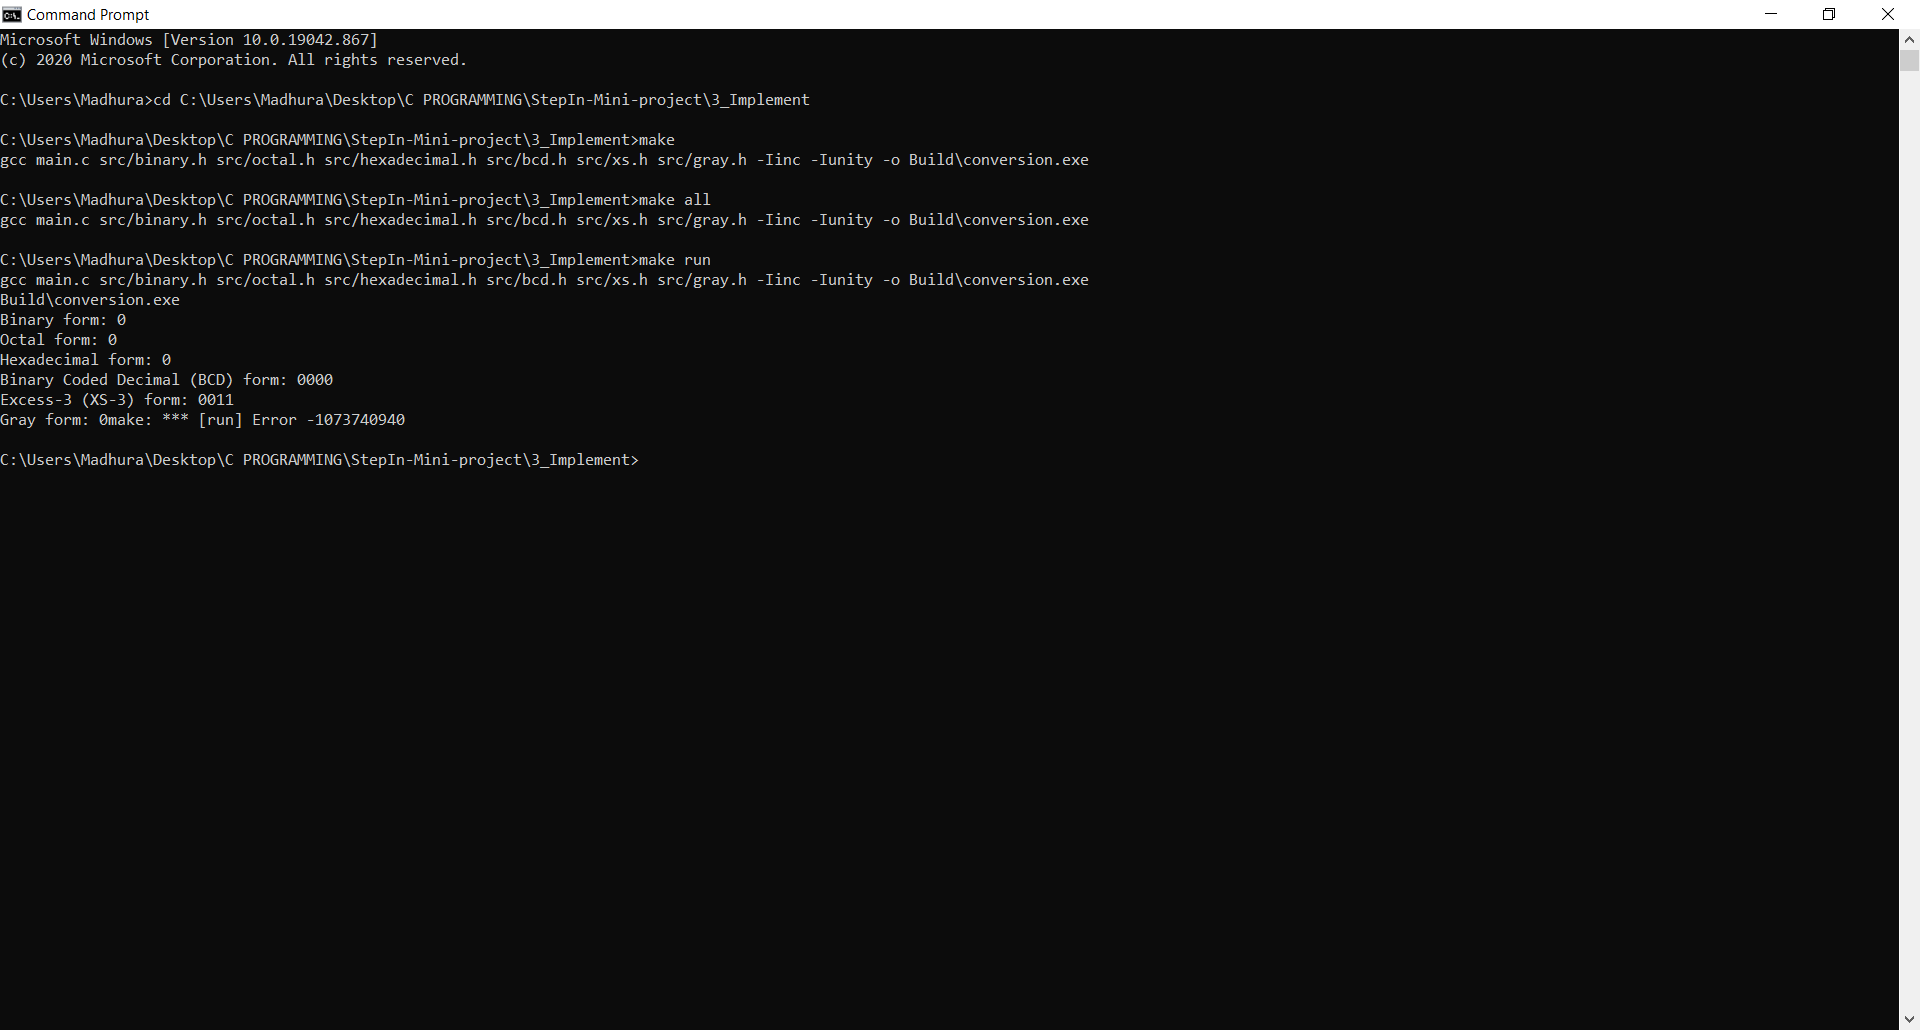 Command Prompt
Microsoft Windows [Version 10.0.19042.867]
(c) 2020 Microsoft Corporation. All rights reserved.
C:\Users\Madhura>cd C:\Users\Madhura\Desktop\C PROGRAMMING\StepIn-Mini-project\3_Implement
C:\Users\Madhura\Desktop\C PROGRAMMING\StepIn-Mini-project\3_Implement>make
gcc main.c src/binary.h src/octal.h src/hexadecimal.h src/bcd.h src/xs.h src/gray.h -Iinc -Iunity -o Build\conversion.exe
C:\Users\Madhura\Desktop\C PROGRAMMING\StepIn-Mini-project\3_Implement>make all
gcc main.c src/binary.h src/octal.h src/hexadecimal.h src/bcd.h src/xs.h src/gray.h -Iinc -Iunity -o Build\conversion.exe
C:\Users\Madhura\Desktop\C PROGRAMMING\StepIn-Mini-project\3_Implement>make run
gcc main.c src/binary.h src/octal.h src/hexadecimal.h src/bcd.h src/xs.h src/gray.h -Iinc -Iunity -o Build\conversion.exe
Build\conversion.exe
Binary form: 0
Octal form: 0
Hexadecimal form: 0
Binary Coded Decimal (BCD) form: 0000
Excess-3 (XS-3) form: 0011
Gray form: 0make: *** [run] Error -1073740940
C:\Users\Madhura\Desktop\C PROGRAMMING\StepIn-Mini-project\3_Implement>